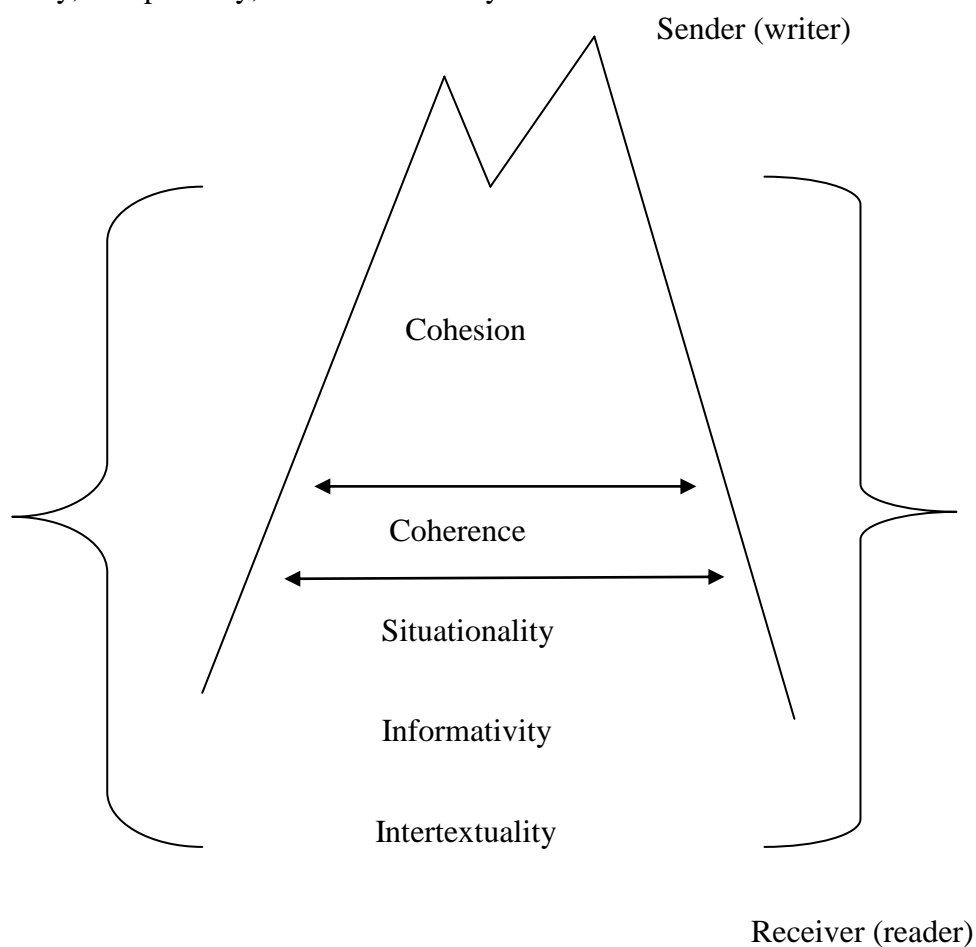 Sender (writer)
Cohesion
Coherence
Situationality
Informativity
Intertextuality
Receiver (reader)